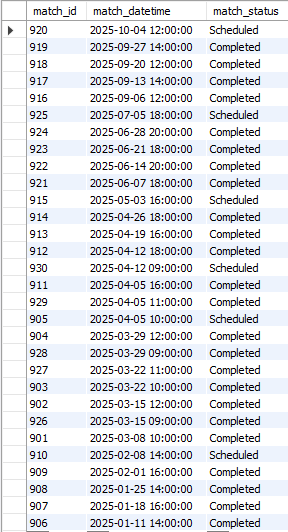 match_id match_datetime match_status
920 2025-10-04 12:00:00 Scheduled
919 2025-09-27 14:00:00 Completed
918 2025-09-20 12:00:00 Completed
917 2025-09-13 14:00:00 Completed
916 2025-09-06 12:00:00 Completed
925 2025-07-05 18:00:00 Scheduled
924 2025-06-28 20:00:00 Completed
923 2025-06-21 18:00:00 Completed
922 2025-06-14 20:00:00 Completed
921 2025-06-07 18:00:00 Completed
915 2025-05-03 16:00:00 Scheduled
914 2025-04-26 18:00:00 Completed
913 2025-04-19 16:00:00 Completed
912 2025-04-12 18:00:00 Completed
930 2025-04-12 09:00:00 Scheduled
911 2025-04-05 16:00:00 Completed
929 2025-04-05 11:00:00 Completed
905 2025-04-05 10:00:00 Scheduled
904 2025-03-29 12:00:00 Completed
928 2025-03-29 09:00:00 Completed
927 2025-03-22 11:00:00 Completed
903 2025-03-22 10:00:00 Completed
902 2025-03-15 12:00:00 Completed
926 2025-03-15 09:00:00 Completed
901 2025-03-08 10:00:00 Completed
910 2025-02-08 14:00:00 Scheduled
909 2025-02-01 16:00:00 Completed
908 2025-01-25 14:00:00 Completed
907 2025-01-18 16:00:00 Completed
906 2025-01-11 14:00:00 Completed